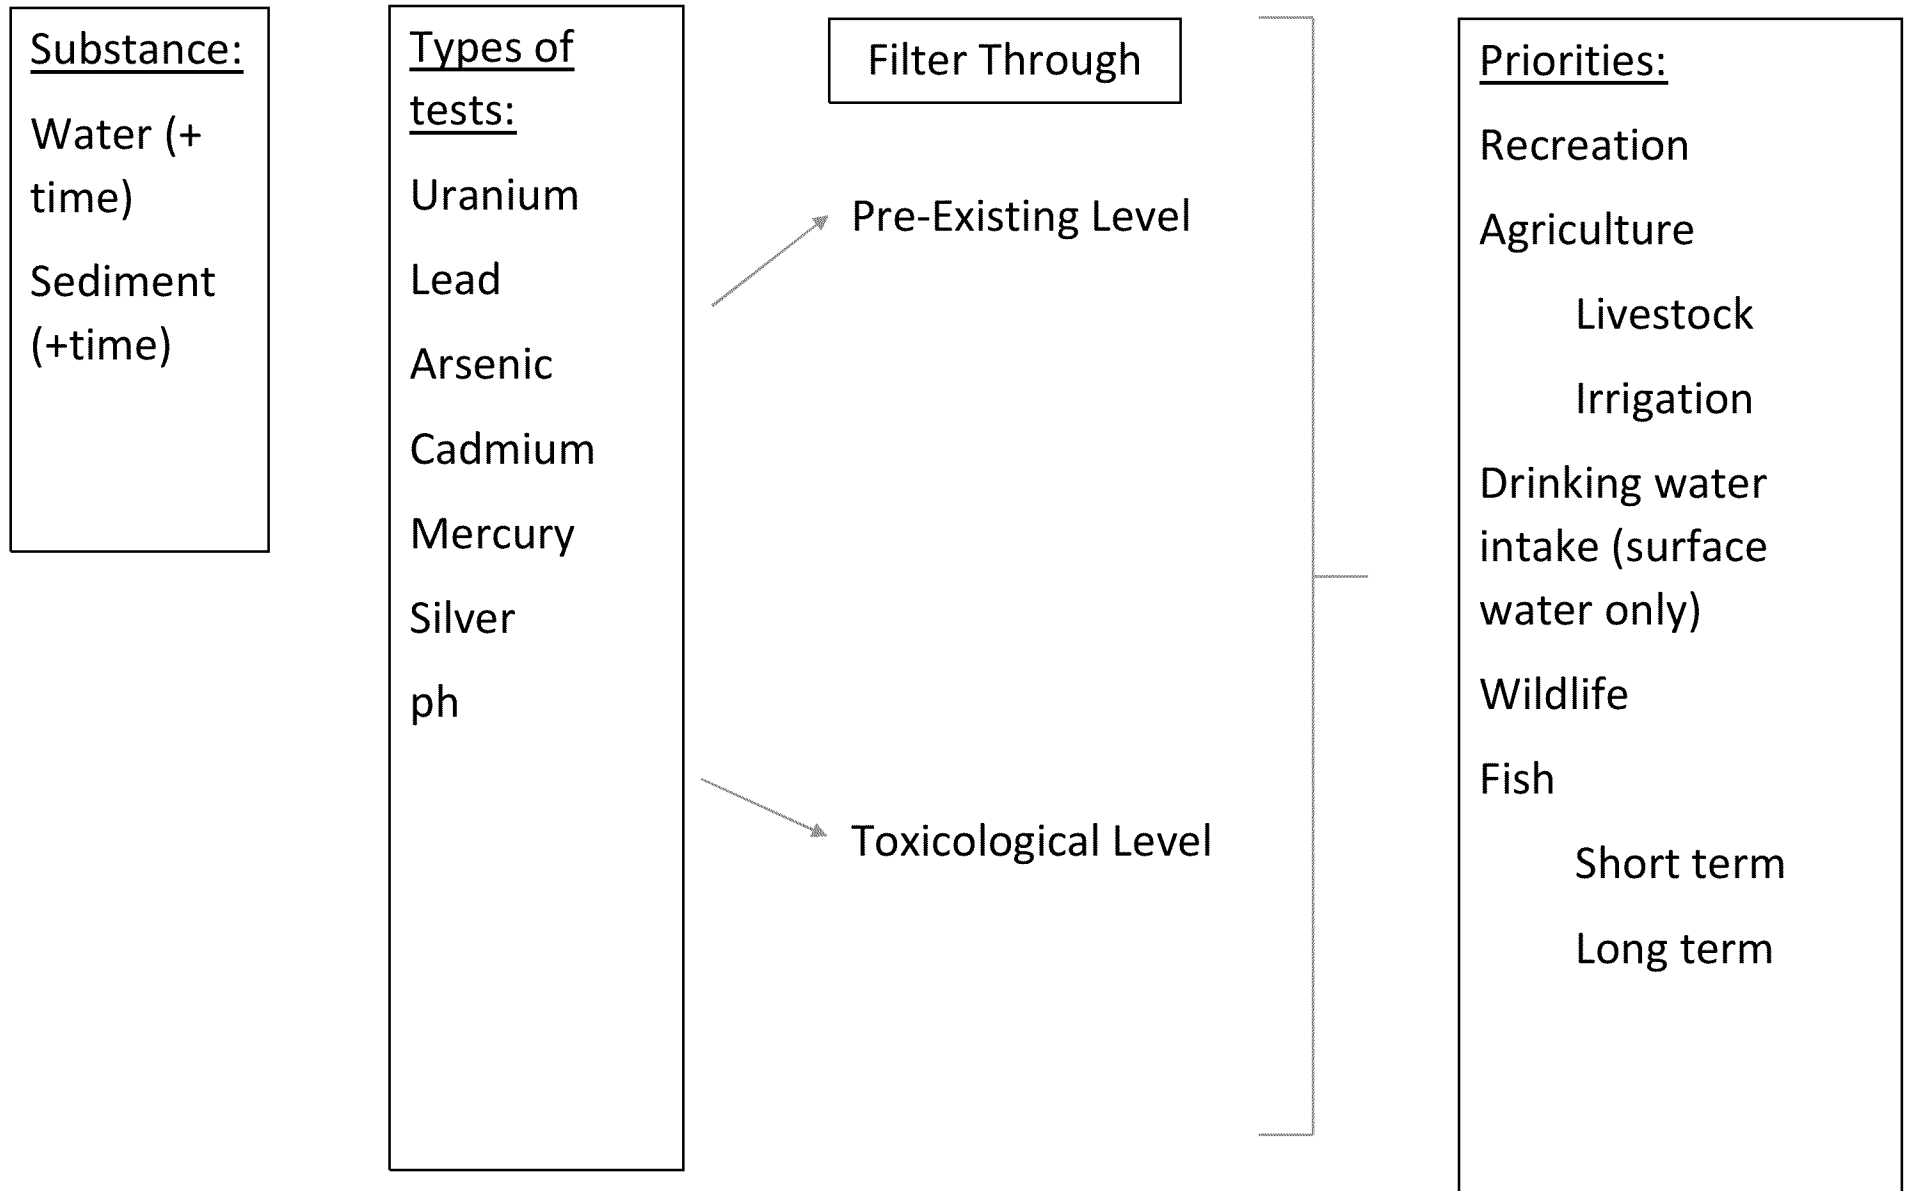 Substance:
Water (+
time)
Sediment
(+time)
Types of
tests:
Uranium
Lead
Arsenic
Cadmium
Mercury
Silver
ph
Filter Through
Pre-Existing Level
Toxicological Level
Priorities:
Recreation
Agriculture
Livestock
Irrigation
Drinking water
intake (surface
water only)
Wildlife
Fish
Short term
Long term